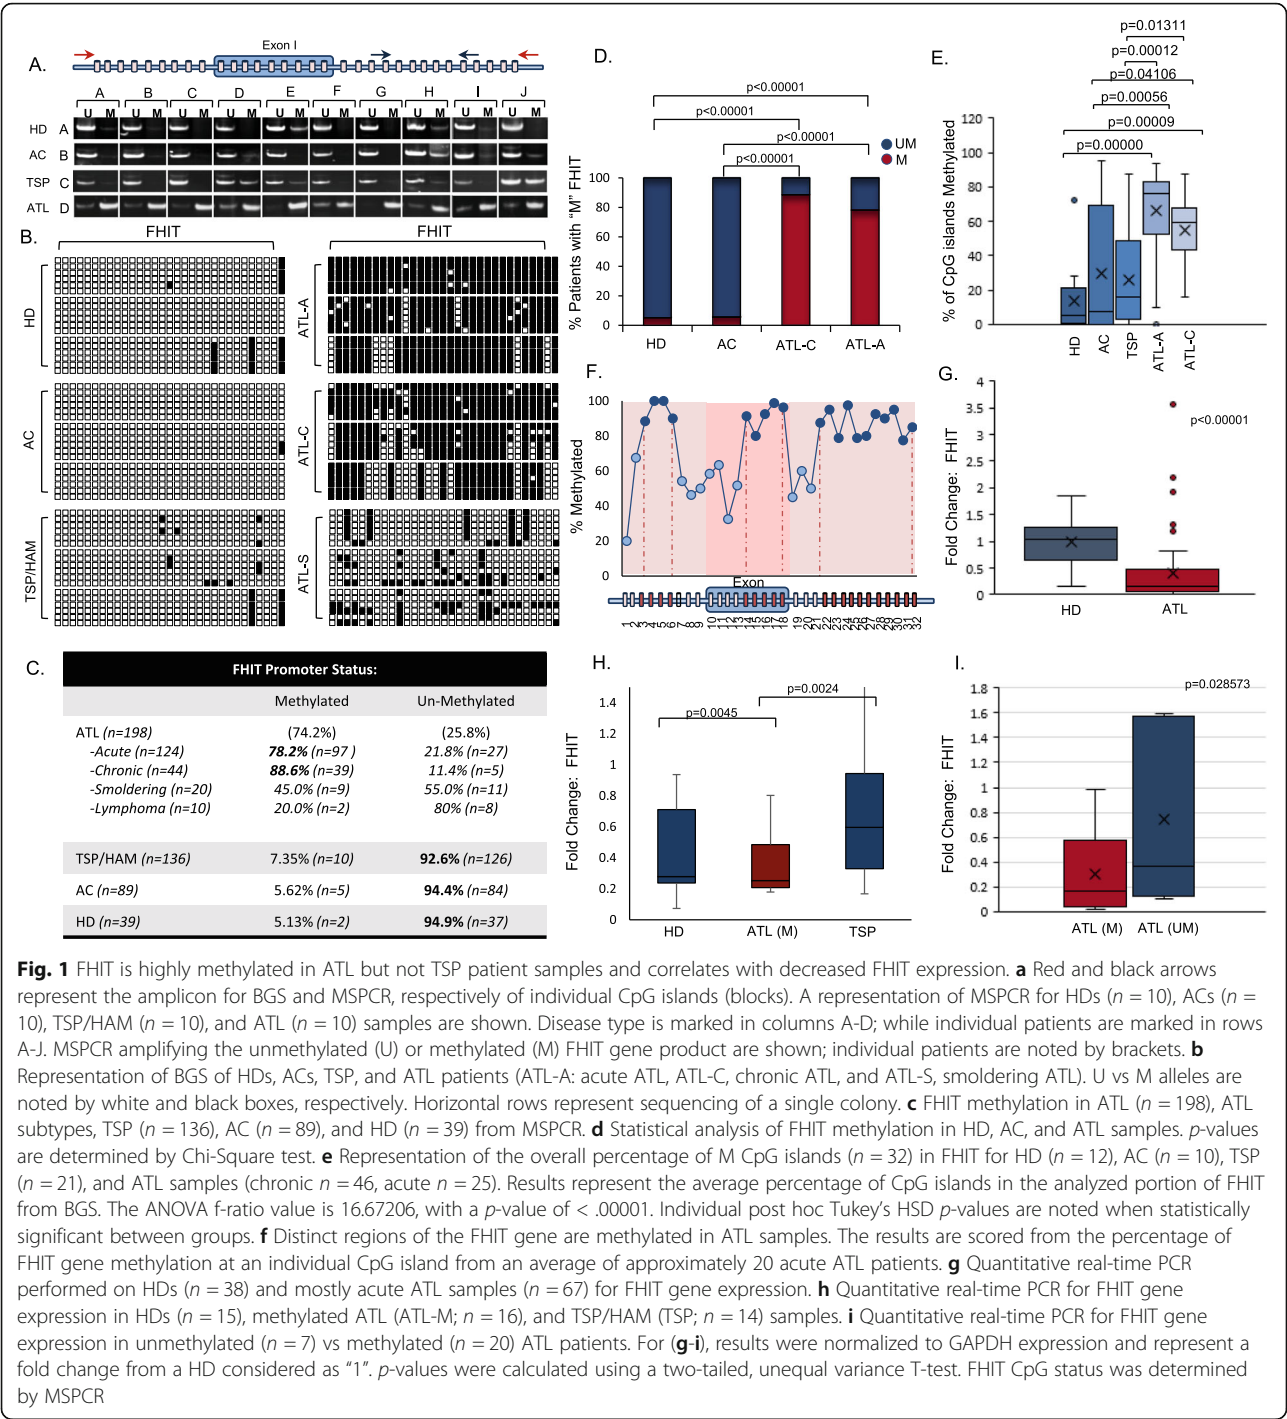 A.
Exon I
A B C D E F G H I J
U M U M U M U M U M U M U M U M U M U M
HD A
AC B
TSP C
ATL D
B.
FHIT
FHIT
HD
AC
TSP/HAM
ATL-A
ATL-C
ATL-S
C.
FHIT Promoter Status:
Methylated Un-Methylated
ATL (n=198) (74.2%) (25.8%)
-Acute (n=124) 78.2% (n=97 ) 21.8% (n=27)
-Chronic (n=44) 88.6% (n=39) 11.4% (n=5)
-Smoldering (n=20) 45.0% (n=9) 55.0% (n=11)
-Lymphoma (n=10) 20.0% (n=2) 80% (n=8)
TSP/HAM (n=136) 7.35% (n=10) 92.6% (n=126)
AC (n=89) 5.62% (n=5) 94.4% (n=84)
HD (n=39) 5.13% (n=2) 94.9% (n=37)
D.
p<0.00001
p<0.00001
p<0.00001
p<0.00001
UM
M
% Patients with “M” FHIT
100
80
60
40
20
0
HD AC ATL-C ATL-A
E.
p=0.01311
p=0.00012
p=0.04106
p=0.00056
p=0.00009
p=0.00000
% of CpG islands Methylated
120
100
80
60
40
20
0
HD AC TSP ATL-A ATL-C
F.
% Methylated
100
80
60
40
20
0
Exon
1 2 3 4 5 6 7 8 9 10 11 12 13 14 15 16 17 18 19 20 21 22 23 24 25 26 27 28 29 30 31 32
G.
p<0.00001
Fold Change: FHIT
4
3.5
3
2.5
2
1.5
1
0.5
0
HD ATL
H.
p=0.0024
p=0.0045
Fold Change: FHIT
1.4
1.2
1
0.8
0.6
0.4
0.2
0
HD ATL (M) TSP
I.
p=0.028573
Fold Change: FHIT
1.8
1.6
1.4
1.2
1
0.8
0.6
0.4
0.2
0
ATL (M) ATL (UM)
Fig. 1 FHIT is highly methylated in ATL but not TSP patient samples and correlates with decreased FHIT expression. a Red and black arrows
represent the amplicon for BGS and MSPCR, respectively of individual CpG islands (blocks). A representation of MSPCR for HDs (n = 10), ACs (n =
10), TSP/HAM (n = 10), and ATL (n = 10) samples are shown. Disease type is marked in columns A-D; while individual patients are marked in rows
A-J. MSPCR amplifying the unmethylated (U) or methylated (M) FHIT gene product are shown; individual patients are noted by brackets. b
Representation of BGS of HDs, ACs, TSP, and ATL patients (ATL-A: acute ATL, ATL-C, chronic ATL, and ATL-S, smoldering ATL). U vs M alleles are
noted by white and black boxes, respectively. Horizontal rows represent sequencing of a single colony. c FHIT methylation in ATL (n = 198), ATL
subtypes, TSP (n = 136), AC (n = 89), and HD (n = 39) from MSPCR. d Statistical analysis of FHIT methylation in HD, AC, and ATL samples. p-values
are determined by Chi-Square test. e Representation of the overall percentage of M CpG islands (n = 32) in FHIT for HD (n = 12), AC (n = 10), TSP
(n = 21), and ATL samples (chronic n = 46, acute n = 25). Results represent the average percentage of CpG islands in the analyzed portion of FHIT
from BGS. The ANOVA f-ratio value is 16.67206, with a p-value of < .00001. Individual post hoc Tukey’s HSD p-values are noted when statistically
significant between groups. f Distinct regions of the FHIT gene are methylated in ATL samples. The results are scored from the percentage of
FHIT gene methylation at an individual CpG island from an average of approximately 20 acute ATL patients. g Quantitative real-time PCR
performed on HDs (n = 38) and mostly acute ATL samples (n = 67) for FHIT gene expression. h Quantitative real-time PCR for FHIT gene
expression in HDs (n = 15), methylated ATL (ATL-M; n = 16), and TSP/HAM (TSP; n = 14) samples. i Quantitative real-time PCR for FHIT gene
expression in unmethylated (n = 7) vs methylated (n = 20) ATL patients. For (g-i), results were normalized to GAPDH expression and represent a
fold change from a HD considered as “1”. p-values were calculated using a two-tailed, unequal variance T-test. FHIT CpG status was determined
by MSPCR